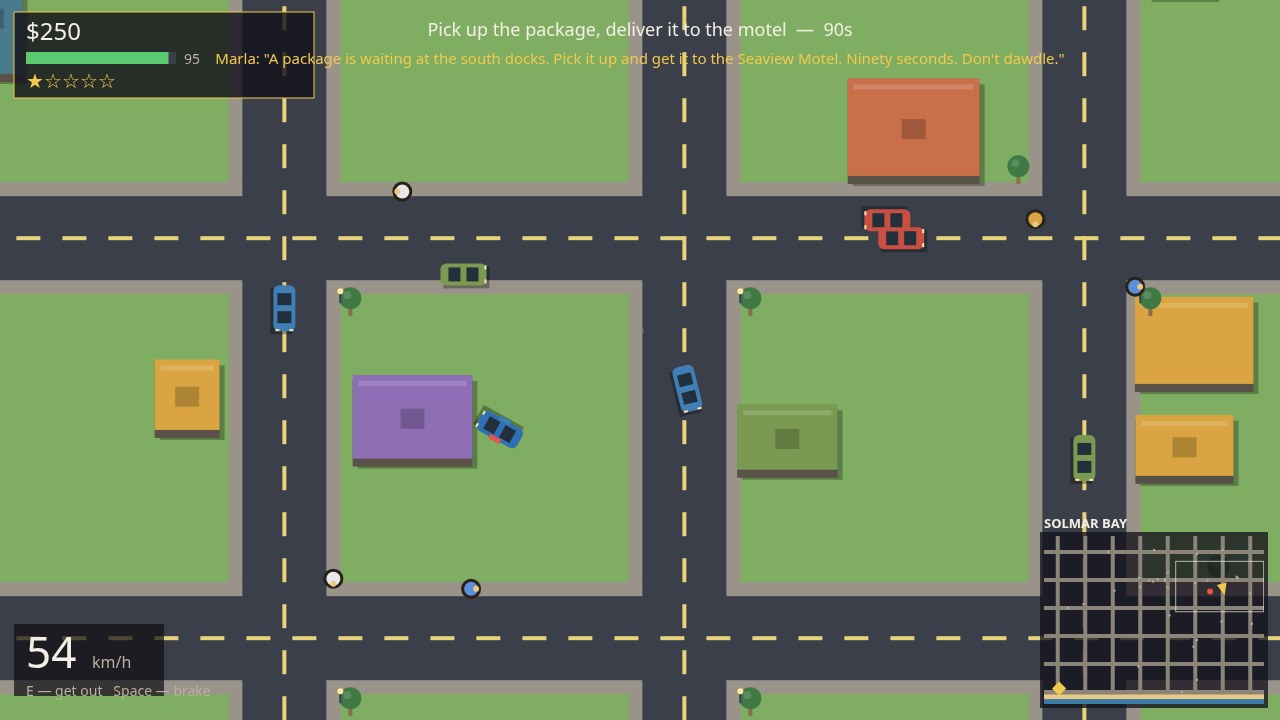 $250
Pick up the package, deliver it to the motel — 90s
95
Marla: "A package is waiting at the south docks. Pick it up and get it to the Seaview Motel. Ninety seconds. Don't dawdle."
★☆☆☆☆
SOLMAR BAY
54 km/h
E — get out Space — brake